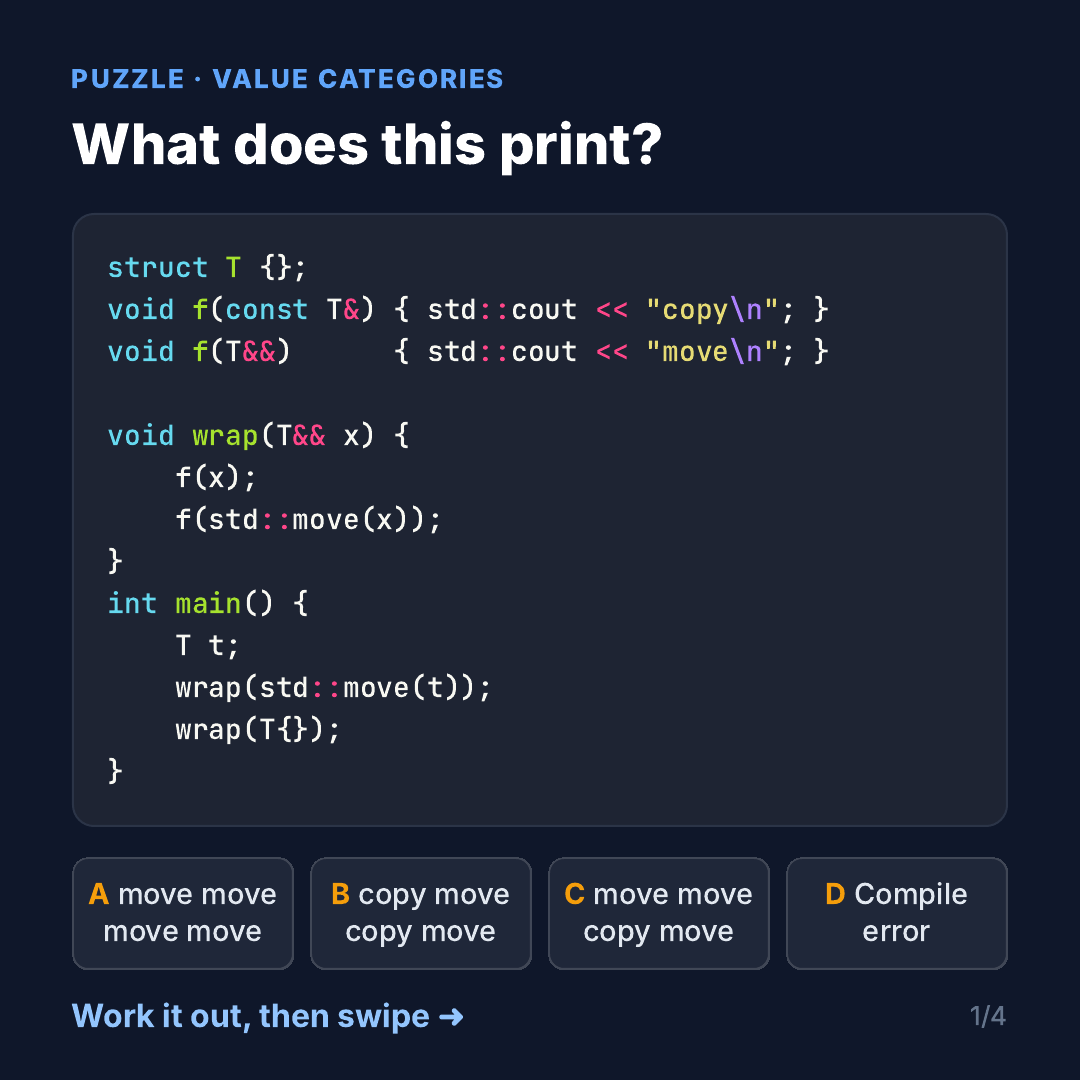 PUZZLE · VALUE CATEGORIES
What does this print?
struct T {};
void f(const T&) { std::cout << "copy\n"; }
void f(T&&)      { std::cout << "move\n"; }

void wrap(T&& x) {
    f(x);
    f(std::move(x));
}
int main() {
    T t;
    wrap(std::move(t));
    wrap(T{});
}
A move move
move move
B copy move
copy move
C move move
copy move
D Compile
error
Work it out, then swipe ➜
1/4